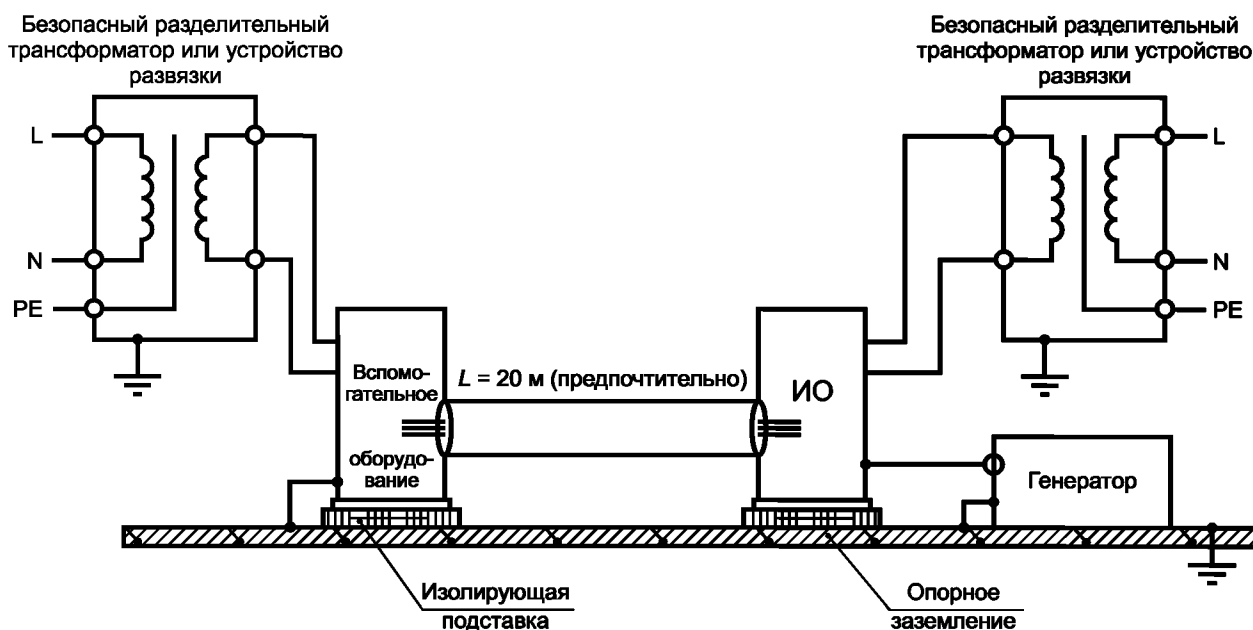 Безопасный разделительный
трансформатор или устройство
развязки
Безопасный разделительный
трансформатор или устройство
развязки
L
N
PE
L
N
PE
Вспомо-
гательное
оборудо-
вание
L = 20 м (предпочтительно)
ИО
Генератор
Изолирующая
подставка
Опорное
заземление